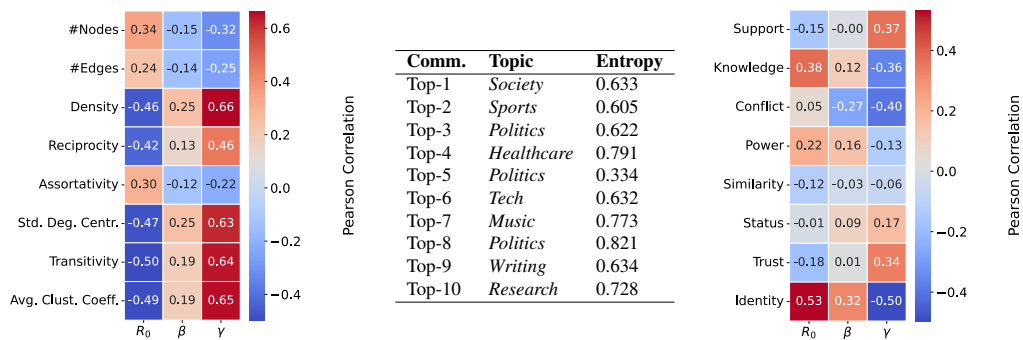 #Nodes 0.34 -0.15 -0.32
#Edges 0.24 -0.14 -0.25
Density -0.46 0.25 0.66
Reciprocity -0.42 0.13 0.46
Assortativity 0.30 -0.12 -0.22
Std. Deg. Centr. -0.47 0.25 0.63
Transitivity -0.50 0.19 0.64
Avg. Clust. Coeff. -0.49 0.19 0.65
R₀ β γ
0.6
0.4
0.2
0.0
−0.2
−0.4
Pearson Correlation
Comm. Topic Entropy
Top-1 Society 0.633
Top-2 Sports 0.605
Top-3 Politics 0.622
Top-4 Healthcare 0.791
Top-5 Politics 0.334
Top-6 Tech 0.632
Top-7 Music 0.773
Top-8 Politics 0.821
Top-9 Writing 0.634
Top-10 Research 0.728
Support -0.15 -0.00 0.37
Knowledge 0.38 0.12 -0.36
Conflict 0.05 -0.27 -0.40
Power 0.22 0.16 -0.13
Similarity -0.12 -0.03 -0.06
Status -0.01 0.09 0.17
Trust -0.18 0.01 0.34
Identity 0.53 0.32 -0.50
R₀ β γ
0.4
0.2
0.0
−0.2
−0.4
Pearson Correlation